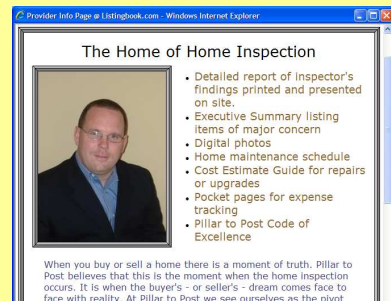 Provider Info Page @ Listingbook.com - Windows Internet Explorer
The Home of Home Inspection
• Detailed report of inspector's
findings printed and presented
on site.
• Executive Summary listing
items of major concern
• Digital photos
• Home maintenance schedule
• Cost Estimate Guide for repairs
or upgrades
• Pocket pages for expense
tracking
• Pillar to Post Code of
Excellence
When you buy or sell a home there is a moment of truth. Pillar to
Post believes that this is the moment when the home inspection
occurs. It is when the buyer's - or seller's - dream comes face to
face with reality. At Pillar to Post we see ourselves as the pivot